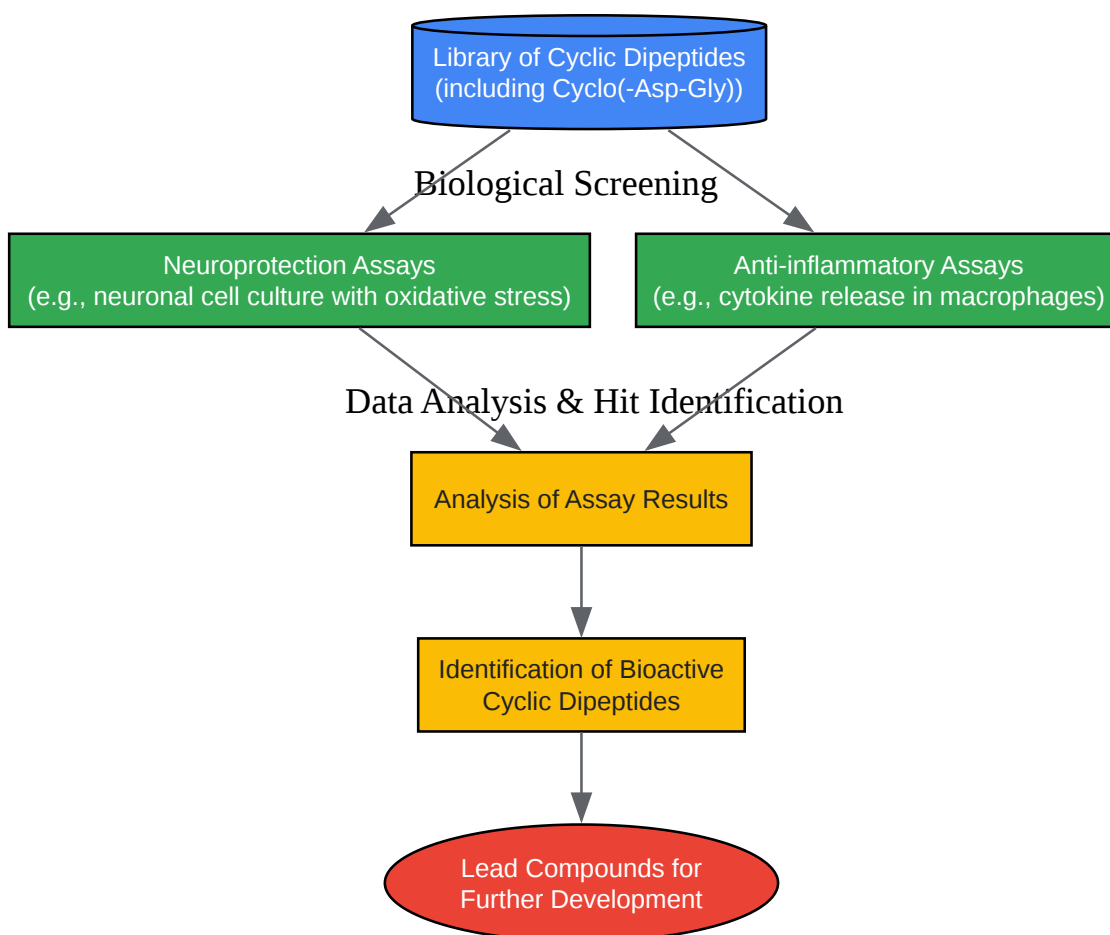 Library of Cyclic Dipeptides
(including Cyclo(-Asp-Gly))
Biological Screening
Neuroprotection Assays
(e.g., neuronal cell culture with oxidative stress)
Anti-inflammatory Assays
(e.g., cytokine release in macrophages)
Data Analysis & Hit Identification
Analysis of Assay Results
Identification of Bioactive
Cyclic Dipeptides
Lead Compounds for
Further Development